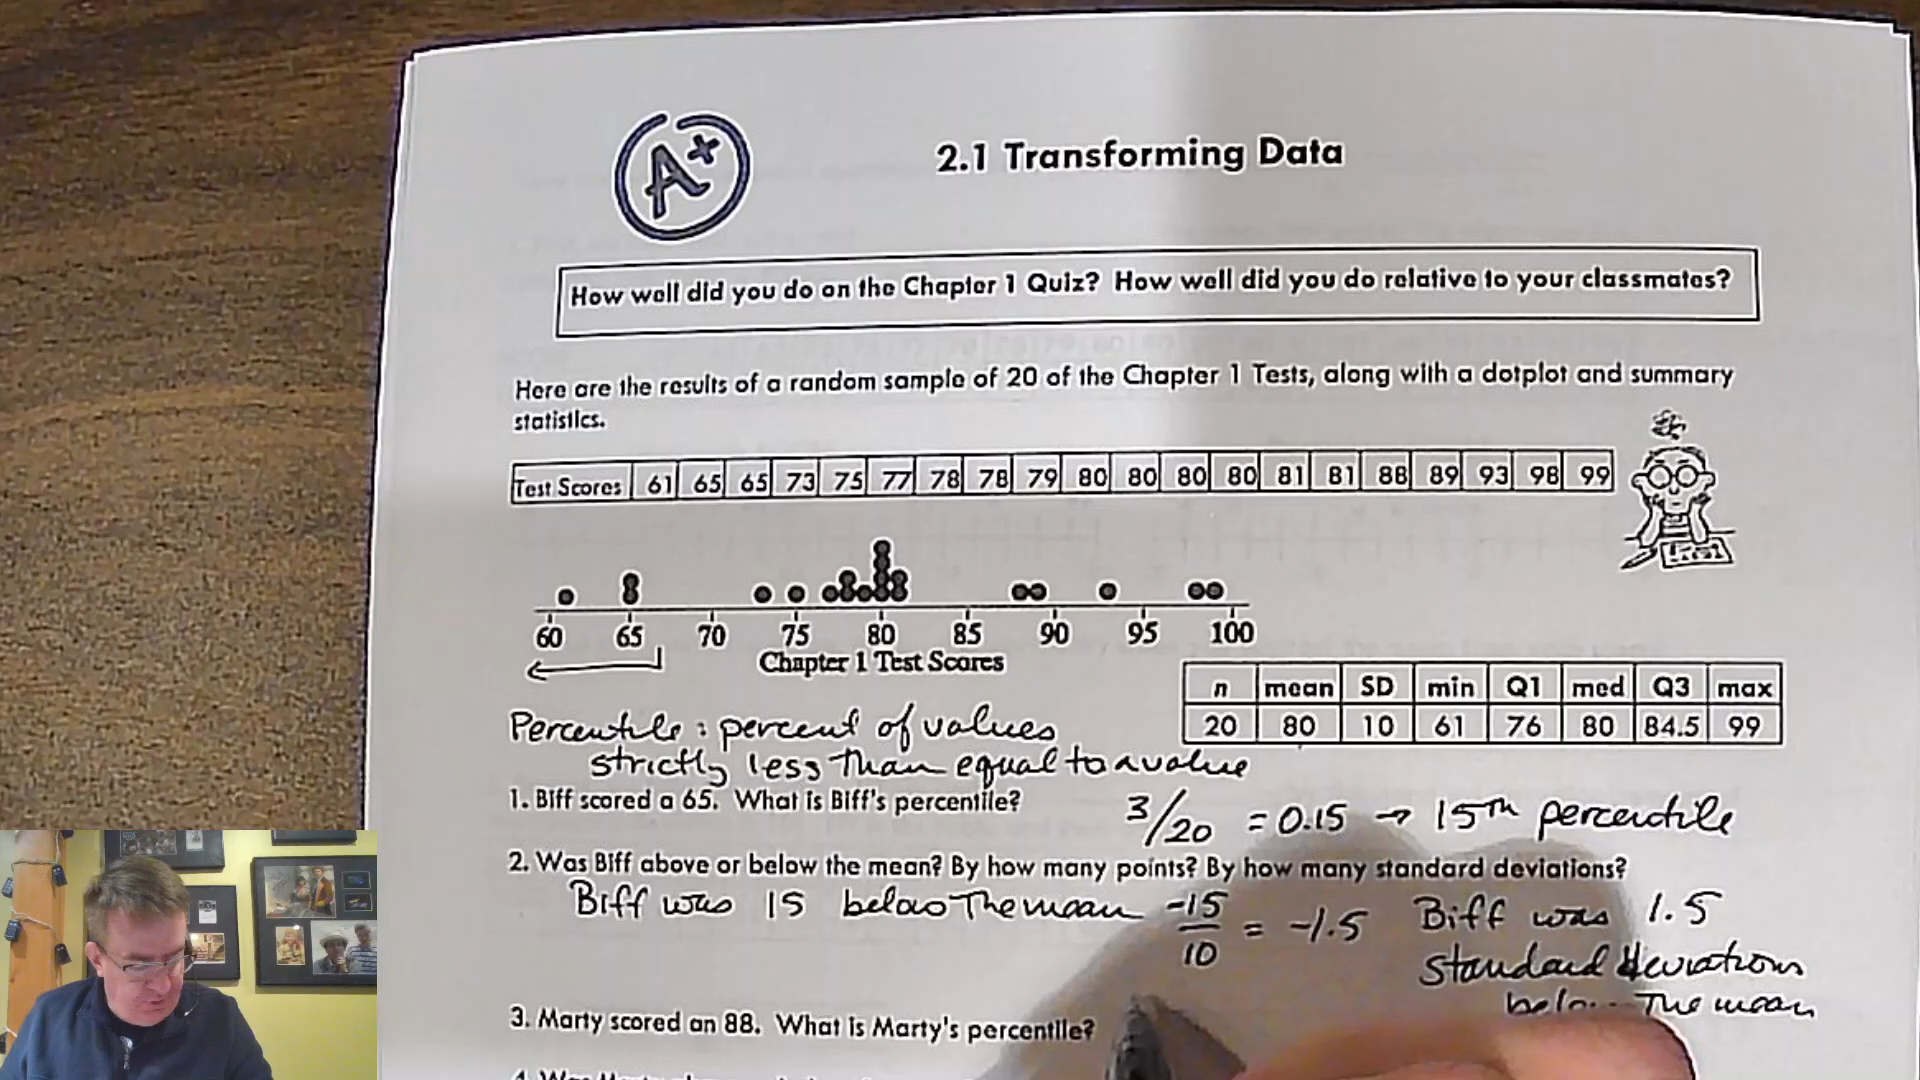 A+
2.1 Transforming Data
How well did you do on the Chapter 1 Quiz? How well did you do relative to your classmates?
Here are the results of a random sample of 20 of the Chapter 1 Tests, along with a dotplot and summary
statistics.
Test Scores 61 65 65 73 75 77 78 78 79 80 80 80 80 81 81 88 89 93 98 99
60 65 70 75 80 85 90 95 100
Chapter 1 Test Scores
n mean SD min Q1 med Q3 max
20 80 10 61 76 80 84.5 99
Percentile: percent of values
strictly less than equal to a value
1. Biff scored a 65. What is Biff's percentile?
3/20 = 0.15 → 15th percentile
2. Was Biff above or below the mean? By how many points? By how many standard deviations?
Biff was 15 below the mean
-15/10 = -1.5
Biff was 1.5
standard deviations
the mean
3. Marty scored an 88. What is Marty's percentile?